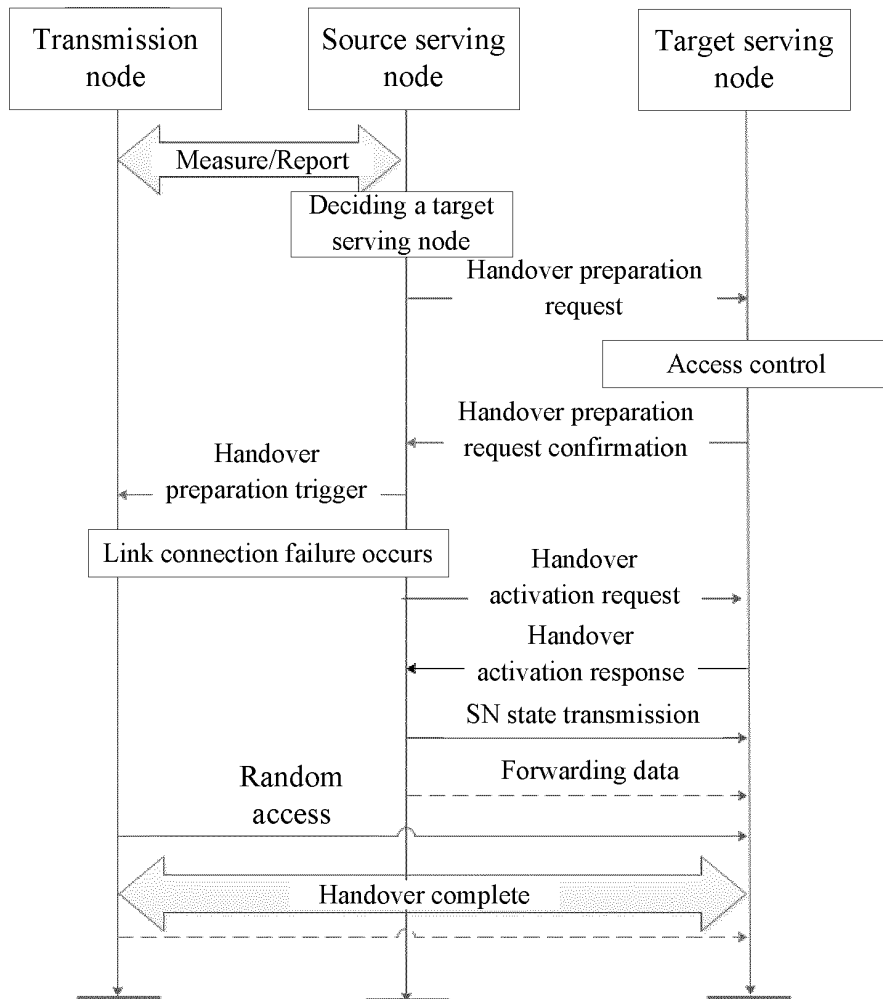 Transmission
node
Source serving
node
Target serving
node
Measure/Report
Deciding a target
serving node
Handover preparation
request
Access control
Handover preparation
request confirmation
Handover
preparation trigger
Link connection failure occurs
Handover
activation request
Handover
activation response
SN state transmission
Forwarding data
Random
access
Handover complete